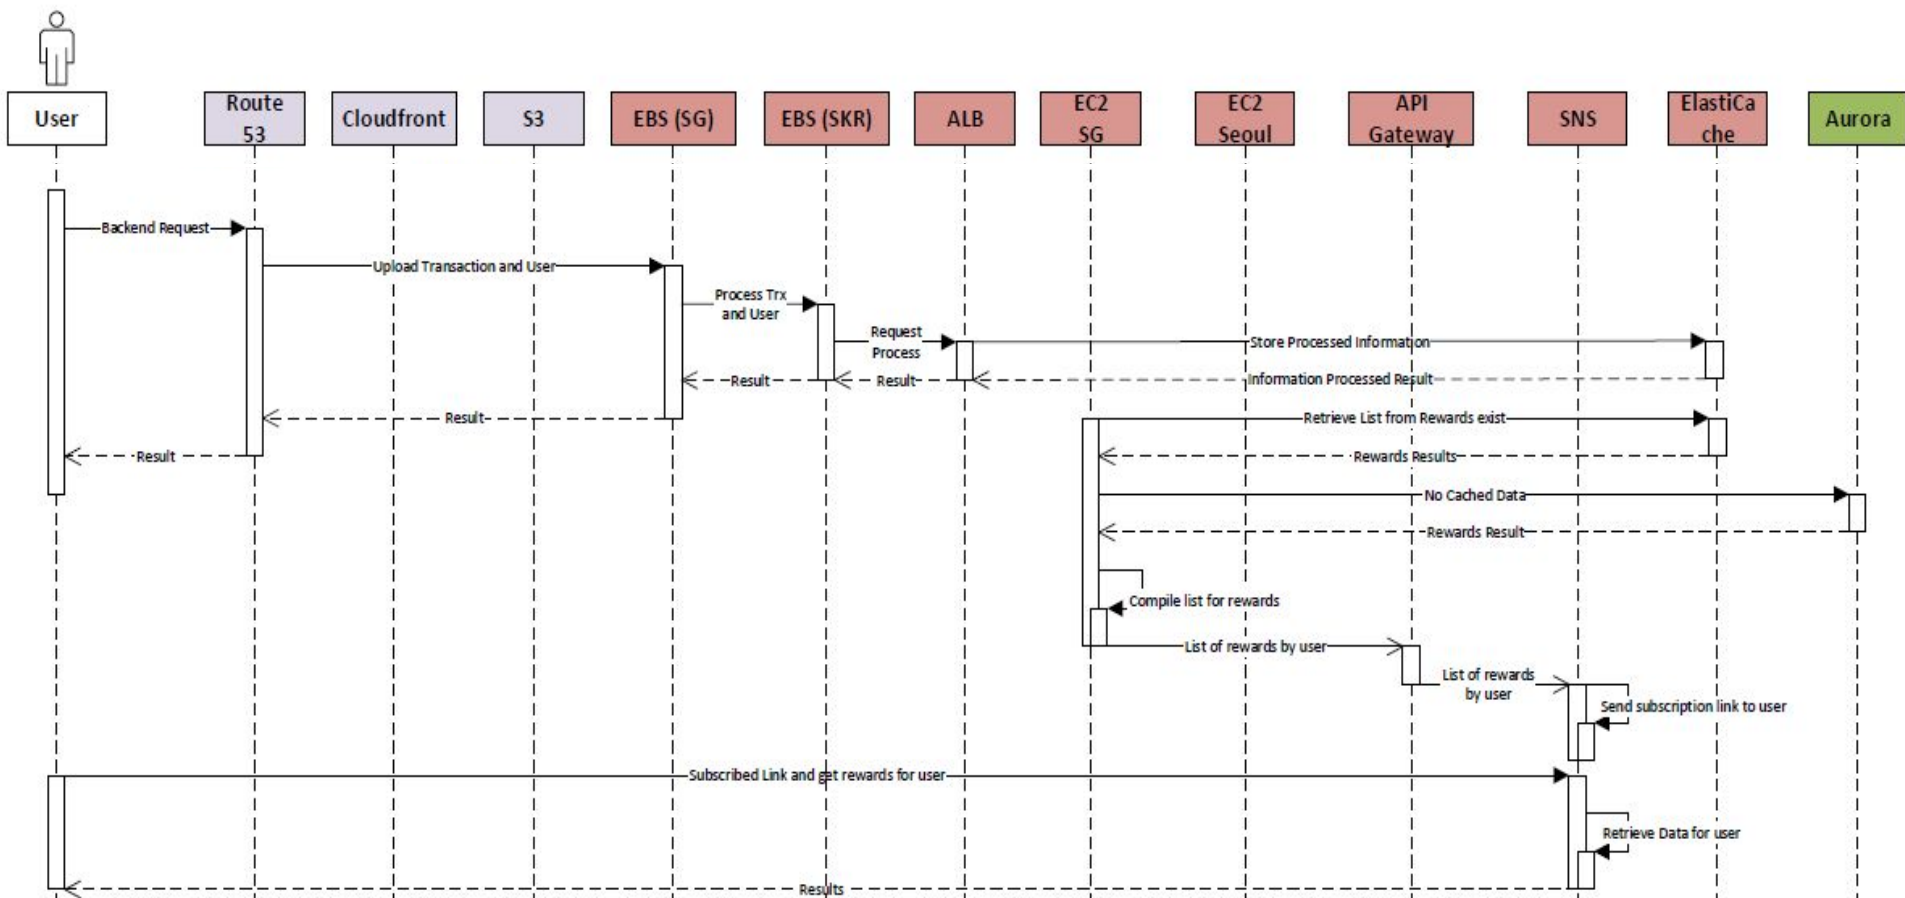 User
Route
53
Cloudfront
S3
EBS (SG)
EBS (SKR)
ALB
EC2
SG
EC2
Seoul
API
Gateway
SNS
ElastiCa
che
Aurora
Backend Request
Upload Transaction and User
Process Trx
and User
Request
Process
Store Processed Information
Result
Result
Information Processed Result
Result
Retrieve List from Rewards exist
Result
Rewards Results
No Cached Data
Rewards Result
Compile list for rewards
List of rewards by user
List of rewards
by user
Send subscription link to user
Subscribed Link and get rewards for user
Retrieve Data for user
Results